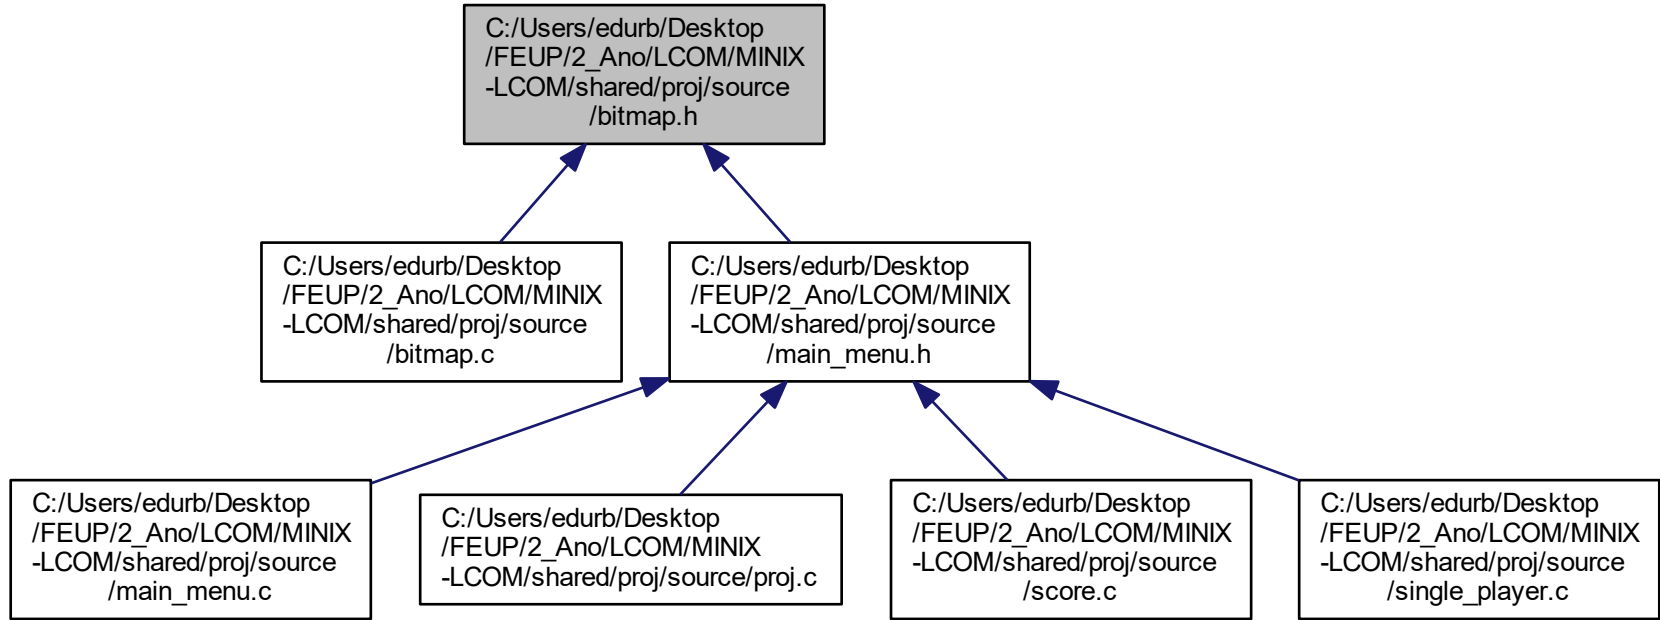 C:/Users/edurb/Desktop
/FEUP/2_Ano/LCOM/MINIX
-LCOM/shared/proj/source
/bitmap.h
C:/Users/edurb/Desktop
/FEUP/2_Ano/LCOM/MINIX
-LCOM/shared/proj/source
/bitmap.c
C:/Users/edurb/Desktop
/FEUP/2_Ano/LCOM/MINIX
-LCOM/shared/proj/source
/main_menu.h
C:/Users/edurb/Desktop
/FEUP/2_Ano/LCOM/MINIX
-LCOM/shared/proj/source
/main_menu.c
C:/Users/edurb/Desktop
/FEUP/2_Ano/LCOM/MINIX
-LCOM/shared/proj/source/proj.c
C:/Users/edurb/Desktop
/FEUP/2_Ano/LCOM/MINIX
-LCOM/shared/proj/source
/score.c
C:/Users/edurb/Desktop
/FEUP/2_Ano/LCOM/MINIX
-LCOM/shared/proj/source
/single_player.c